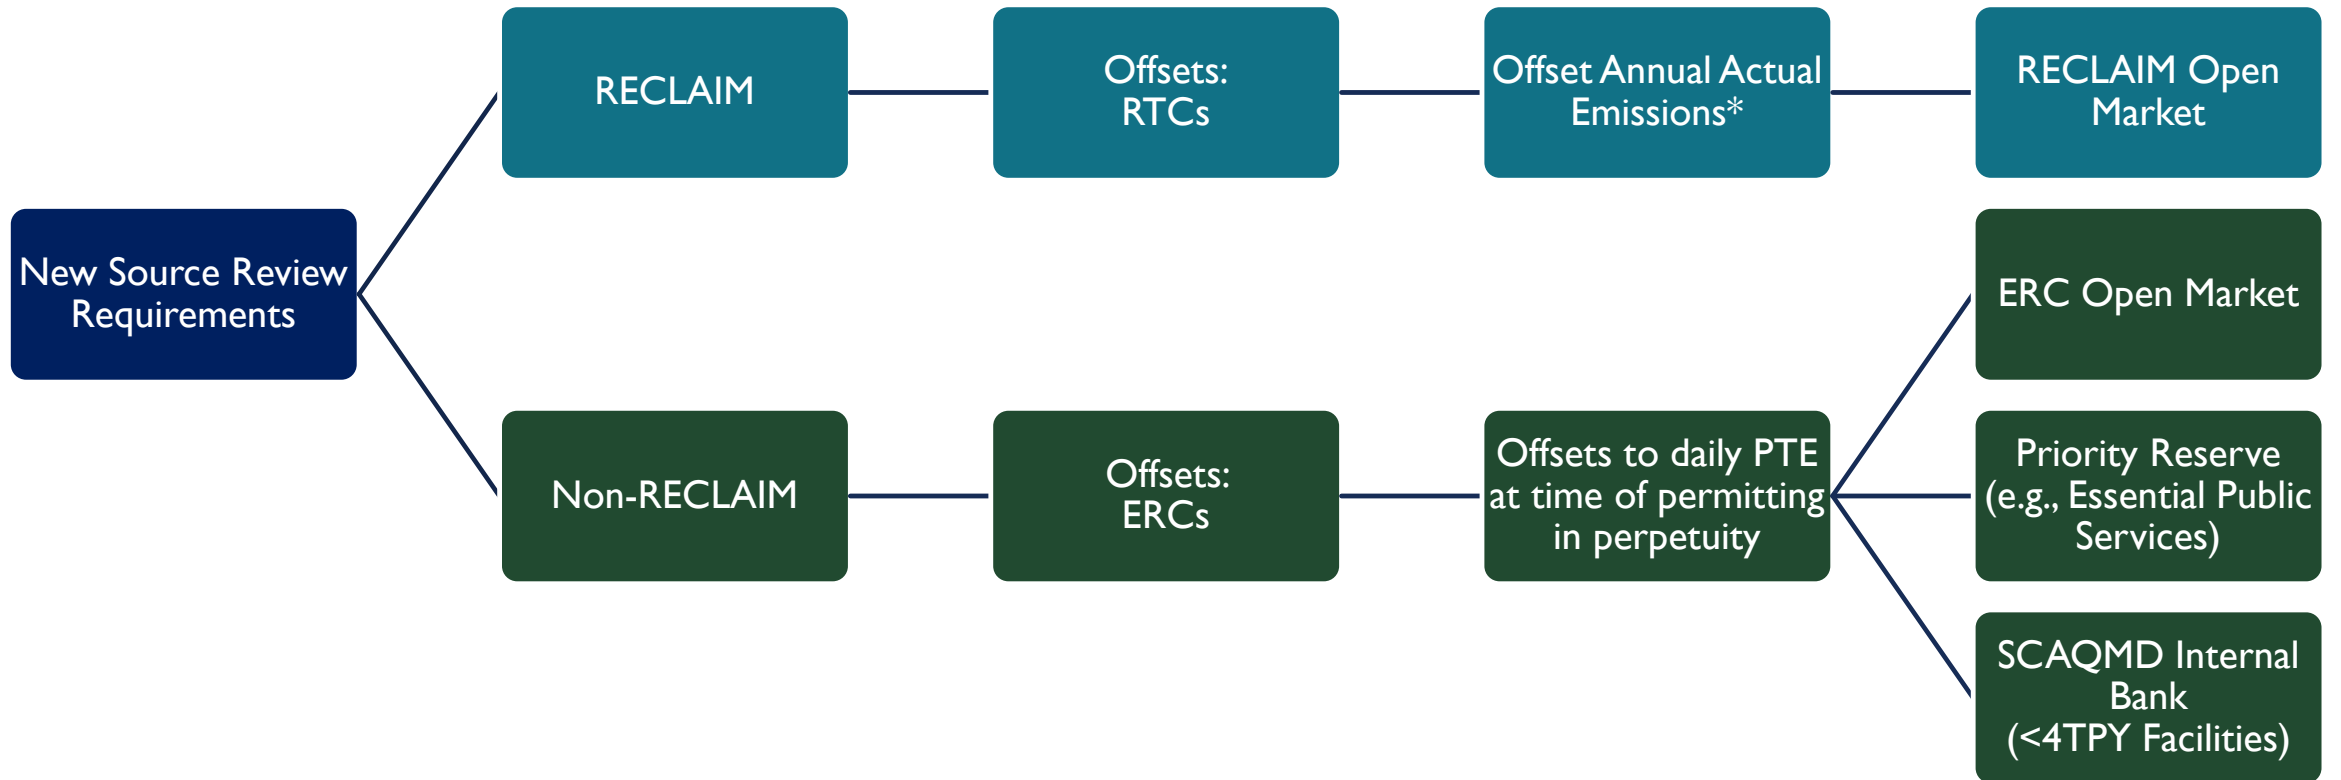 RECLAIM
Offsets:
RTCs
Offset Annual Actual
Emissions*
RECLAIM Open
Market
New Source Review
Requirements
ERC Open Market
Non-RECLAIM
Offsets:
ERCs
Offsets to daily PTE
at time of permitting
in perpetuity
Priority Reserve
(e.g., Essential Public
Services)
SCAQMD Internal
Bank
(<4TPY Facilities)